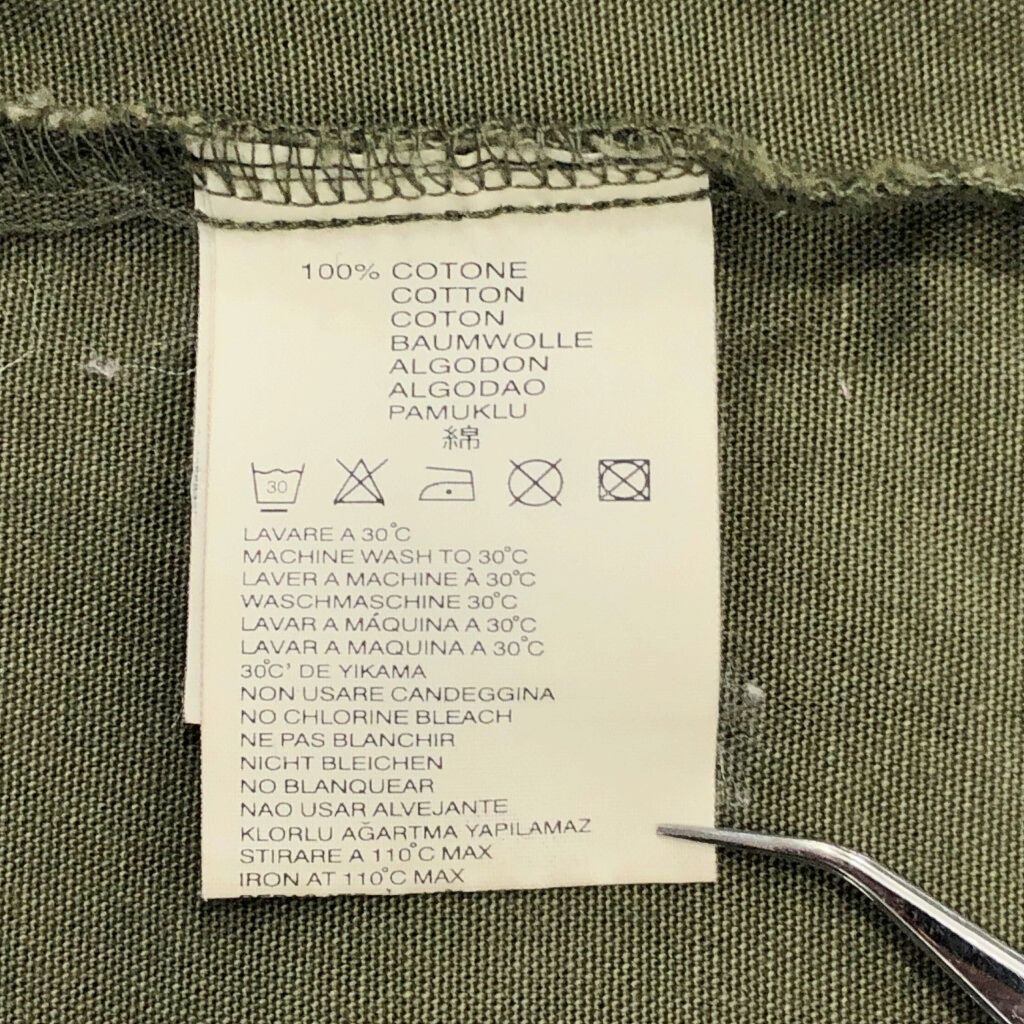 100% COTONE
COTTON
COTON
BAUMWOLLE
ALGODON
ALGODAO
PAMUKLU
綿
30
LAVARE A 30°C
MACHINE WASH TO 30°C
LAVER A MACHINE À 30°C
WASCHMASCHINE 30°C
LAVAR A MÁQUINA A 30°C
LAVAR A MAQUINA A 30°C
30°C' DE YIKAMA
NON USARE CANDEGGINA
NO CHLORINE BLEACH
NE PAS BLANCHIR
NICHT BLEICHEN
NO BLANQUEAR
NAO USAR ALVEJANTE
KLORLU AĞARTMA YAPILAMAZ
STIRARE A 110°C MAX
IRON AT 110°C MAX